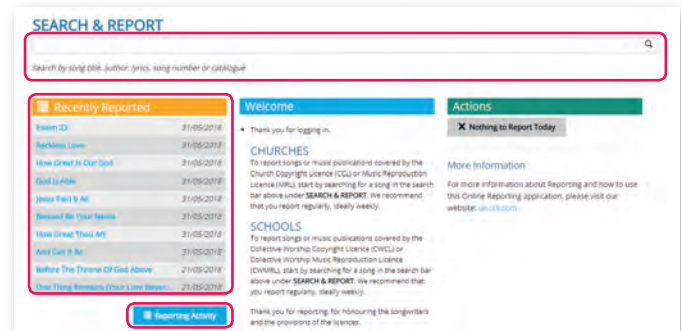 SEARCH & REPORT
Search by song title, author, lyrics, song number or catalogue
Recently Reported
Psalm 23 31/05/2018
Reckless Love 31/05/2018
How Great Is Our God 31/05/2018
God Is Able 31/05/2018
Jesus Paid It All 31/05/2018
Blessed Be Your Name 31/05/2018
How Great Thou Art 31/05/2018
And Can It Be 31/05/2018
Before The Throne Of God Above 21/05/2018
One Thing Remains (Your Love Never... 21/05/2018
Reporting Activity
Welcome
• Thank you for logging in.
CHURCHES
To report songs or music publications covered by the
Church Copyright Licence (CCL) or Music Reproduction
Licence (MRL), start by searching for a song in the search
bar above under SEARCH & REPORT. We recommend
that you report regularly, ideally weekly.
SCHOOLS
To report songs or music publications covered by the
Collective Worship Copyright Licence (CWCL) or
Collective Worship Music Reproduction Licence
(CWMRL), start by searching for a song in the search bar
above under SEARCH & REPORT. We recommend that
you report regularly, ideally weekly.
Thank you for reporting, for honouring the songwriters
and the provisions of the licences.
Actions
X Nothing to Report Today
More Information
For more information about Reporting and how to use
this Online Reporting application, please visit our
website: uk.ccli.com